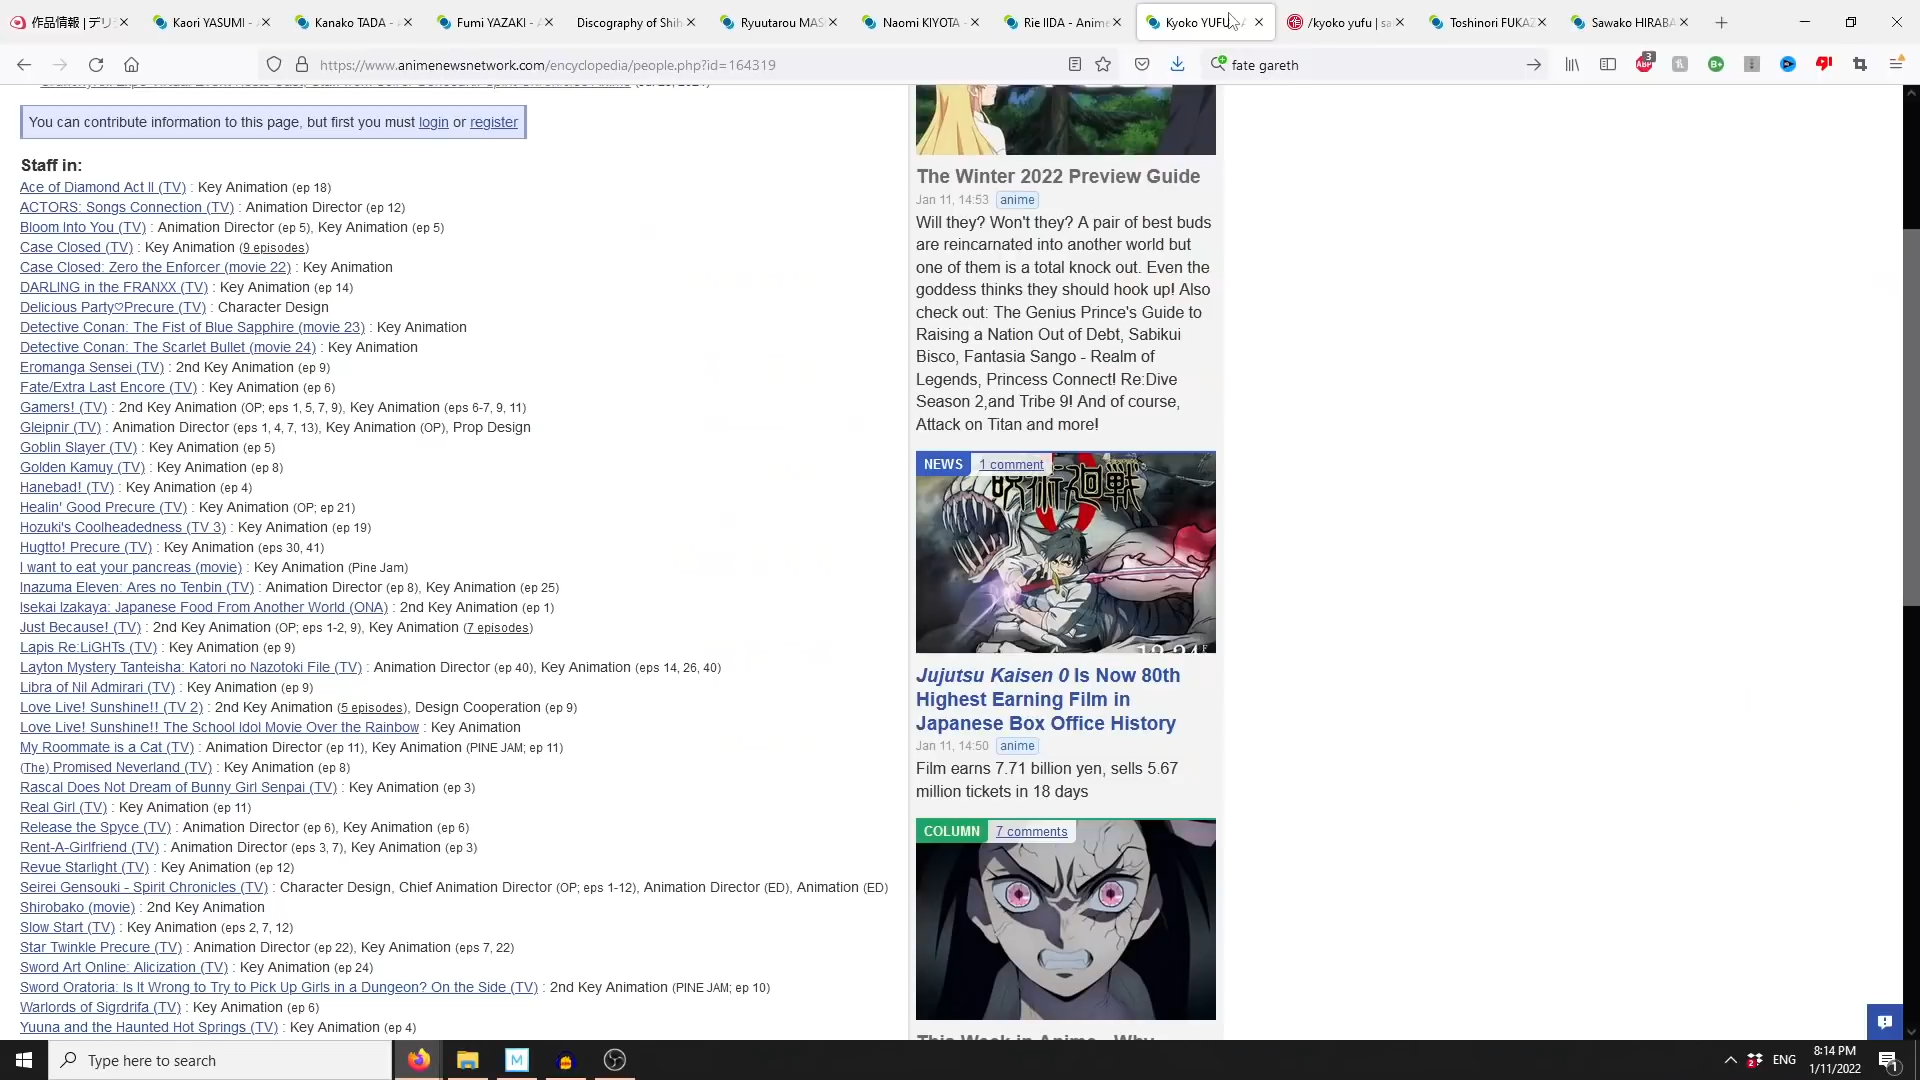 作品情報 | デリ
Kaori YASUMI - A
Kanako TADA - A
Fumi YAZAKI - A
Discography of Shih
Ryuutarou MAS
Naomi KIYOTA -
Rie IIDA - Anime
Kyoko YUFU - A
/kyoko yufu | sa
Toshinori FUKAZ
Sawako HIRABA
https://www.animenewsnetwork.com/encyclopedia/people.php?id=164319
fate gareth
You can contribute information to this page, but first you must login or register
Staff in:
Ace of Diamond Act II (TV) : Key Animation (ep 18)
ACTORS: Songs Connection (TV) : Animation Director (ep 12)
Bloom Into You (TV) : Animation Director (ep 5), Key Animation (ep 5)
Case Closed (TV) : Key Animation (9 episodes)
Case Closed: Zero the Enforcer (movie 22) : Key Animation
DARLING in the FRANXX (TV) : Key Animation (ep 14)
Delicious Party♡Precure (TV) : Character Design
Detective Conan: The Fist of Blue Sapphire (movie 23) : Key Animation
Detective Conan: The Scarlet Bullet (movie 24) : Key Animation
Eromanga Sensei (TV) : 2nd Key Animation (ep 9)
Fate/Extra Last Encore (TV) : Key Animation (ep 6)
Gamers! (TV) : 2nd Key Animation (OP; eps 1, 5, 7, 9), Key Animation (eps 6-7, 9, 11)
Gleipnir (TV) : Animation Director (eps 1, 4, 7, 13), Key Animation (OP), Prop Design
Goblin Slayer (TV) : Key Animation (ep 5)
Golden Kamuy (TV) : Key Animation (ep 8)
Hanebad! (TV) : Key Animation (ep 4)
Healin' Good Precure (TV) : Key Animation (OP; ep 21)
Hozuki's Coolheadedness (TV 3) : Key Animation (ep 19)
Hugtto! Precure (TV) : Key Animation (eps 30, 41)
I want to eat your pancreas (movie) : Key Animation (Pine Jam)
Inazuma Eleven: Ares no Tenbin (TV) : Animation Director (ep 8), Key Animation (ep 25)
Isekai Izakaya: Japanese Food From Another World (ONA) : 2nd Key Animation (ep 1)
Just Because! (TV) : 2nd Key Animation (OP; eps 1-2, 9), Key Animation (7 episodes)
Lapis Re:LiGHTs (TV) : Key Animation (ep 9)
Layton Mystery Tanteisha: Katori no Nazotoki File (TV) : Animation Director (ep 40), Key Animation (eps 14, 26, 40)
Libra of Nil Admirari (TV) : Key Animation (ep 9)
Love Live! Sunshine!! (TV 2) : 2nd Key Animation (5 episodes), Design Cooperation (ep 9)
Love Live! Sunshine!! The School Idol Movie Over the Rainbow : Key Animation
My Roommate is a Cat (TV) : Animation Director (ep 11), Key Animation (PINE JAM; ep 11)
(The) Promised Neverland (TV) : Key Animation (ep 8)
Rascal Does Not Dream of Bunny Girl Senpai (TV) : Key Animation (ep 3)
Real Girl (TV) : Key Animation (ep 11)
Release the Spyce (TV) : Animation Director (ep 6), Key Animation (ep 6)
Rent-A-Girlfriend (TV) : Animation Director (eps 3, 7), Key Animation (ep 3)
Revue Starlight (TV) : Key Animation (ep 12)
Seirei Gensouki - Spirit Chronicles (TV) : Character Design, Chief Animation Director (OP; eps 1-12), Animation Director (ED), Animation (ED)
Shirobako (movie) : 2nd Key Animation
Slow Start (TV) : Key Animation (eps 2, 7, 12)
Star Twinkle Precure (TV) : Animation Director (ep 22), Key Animation (eps 7, 22)
Sword Art Online: Alicization (TV) : Key Animation (ep 24)
Sword Oratoria: Is It Wrong to Try to Pick Up Girls in a Dungeon? On the Side (TV) : 2nd Key Animation (PINE JAM; ep 10)
Warlords of Sigrdrifa (TV) : Key Animation (ep 6)
Yuuna and the Haunted Hot Springs (TV) : Key Animation (ep 4)
The Winter 2022 Preview Guide
Jan 11, 14:53 anime
Will they? Won't they? A pair of best buds
are reincarnated into another world but
one of them is a total knock out. Even the
goddess thinks they should hook up! Also
check out: The Genius Prince's Guide to
Raising a Nation Out of Debt, Sabikui
Bisco, Fantasia Sango - Realm of
Legends, Princess Connect! Re:Dive
Season 2,and Tribe 9! And of course,
Attack on Titan and more!
NEWS 1 comment
呪術廻戦
Jujutsu Kaisen 0 Is Now 80th
Highest Earning Film in
Japanese Box Office History
Jan 11, 14:50 anime
Film earns 7.71 billion yen, sells 5.67
million tickets in 18 days
COLUMN 7 comments
This Week in Anime - Why
Type here to search
ENG
8:14 PM
1/11/2022